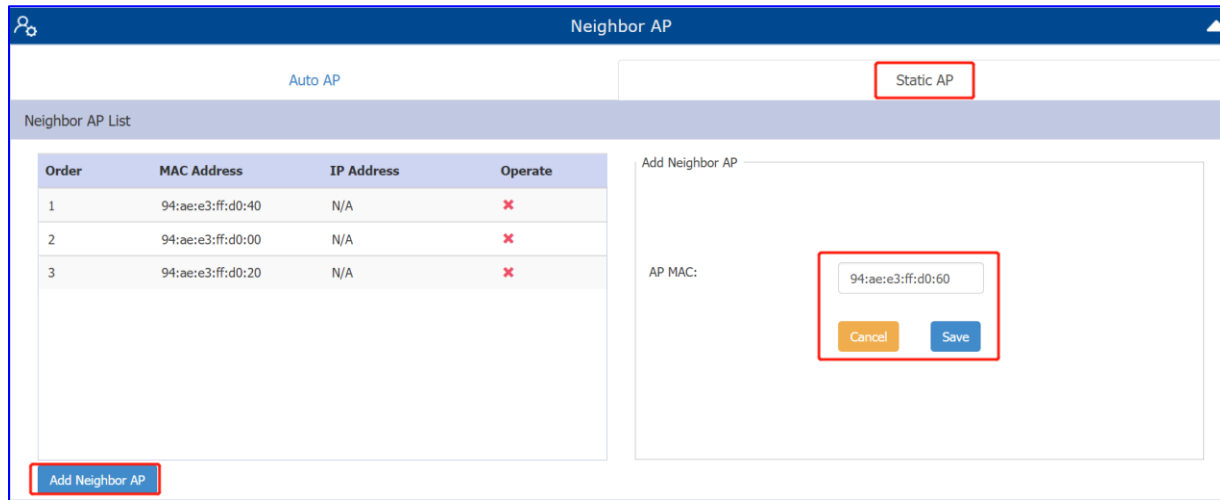 Neighbor AP
Auto AP
Static AP
Neighbor AP List
Order MAC Address IP Address Operate
1 94:ae:e3:ff:d0:40 N/A
2 94:ae:e3:ff:d0:00 N/A
3 94:ae:e3:ff:d0:20 N/A
Add Neighbor AP
Add Neighbor AP
AP MAC: 94:ae:e3:ff:d0:60
Cancel Save